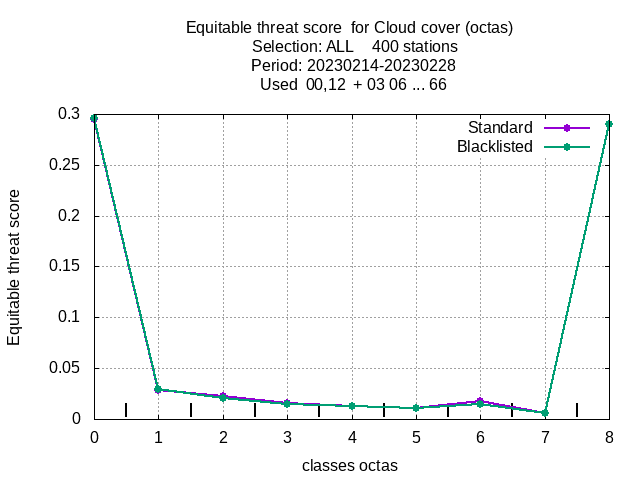 Equitable threat score  for Cloud cover (octas)
Selection: ALL    400 stations
Period: 20230214-20230228
Used  00,12  + 03 06 ... 66
Standard
Blacklisted
Equitable threat score
0.3
0.25
0.2
0.15
0.1
0.05
0
0 1 2 3 4 5 6 7 8
classes octas